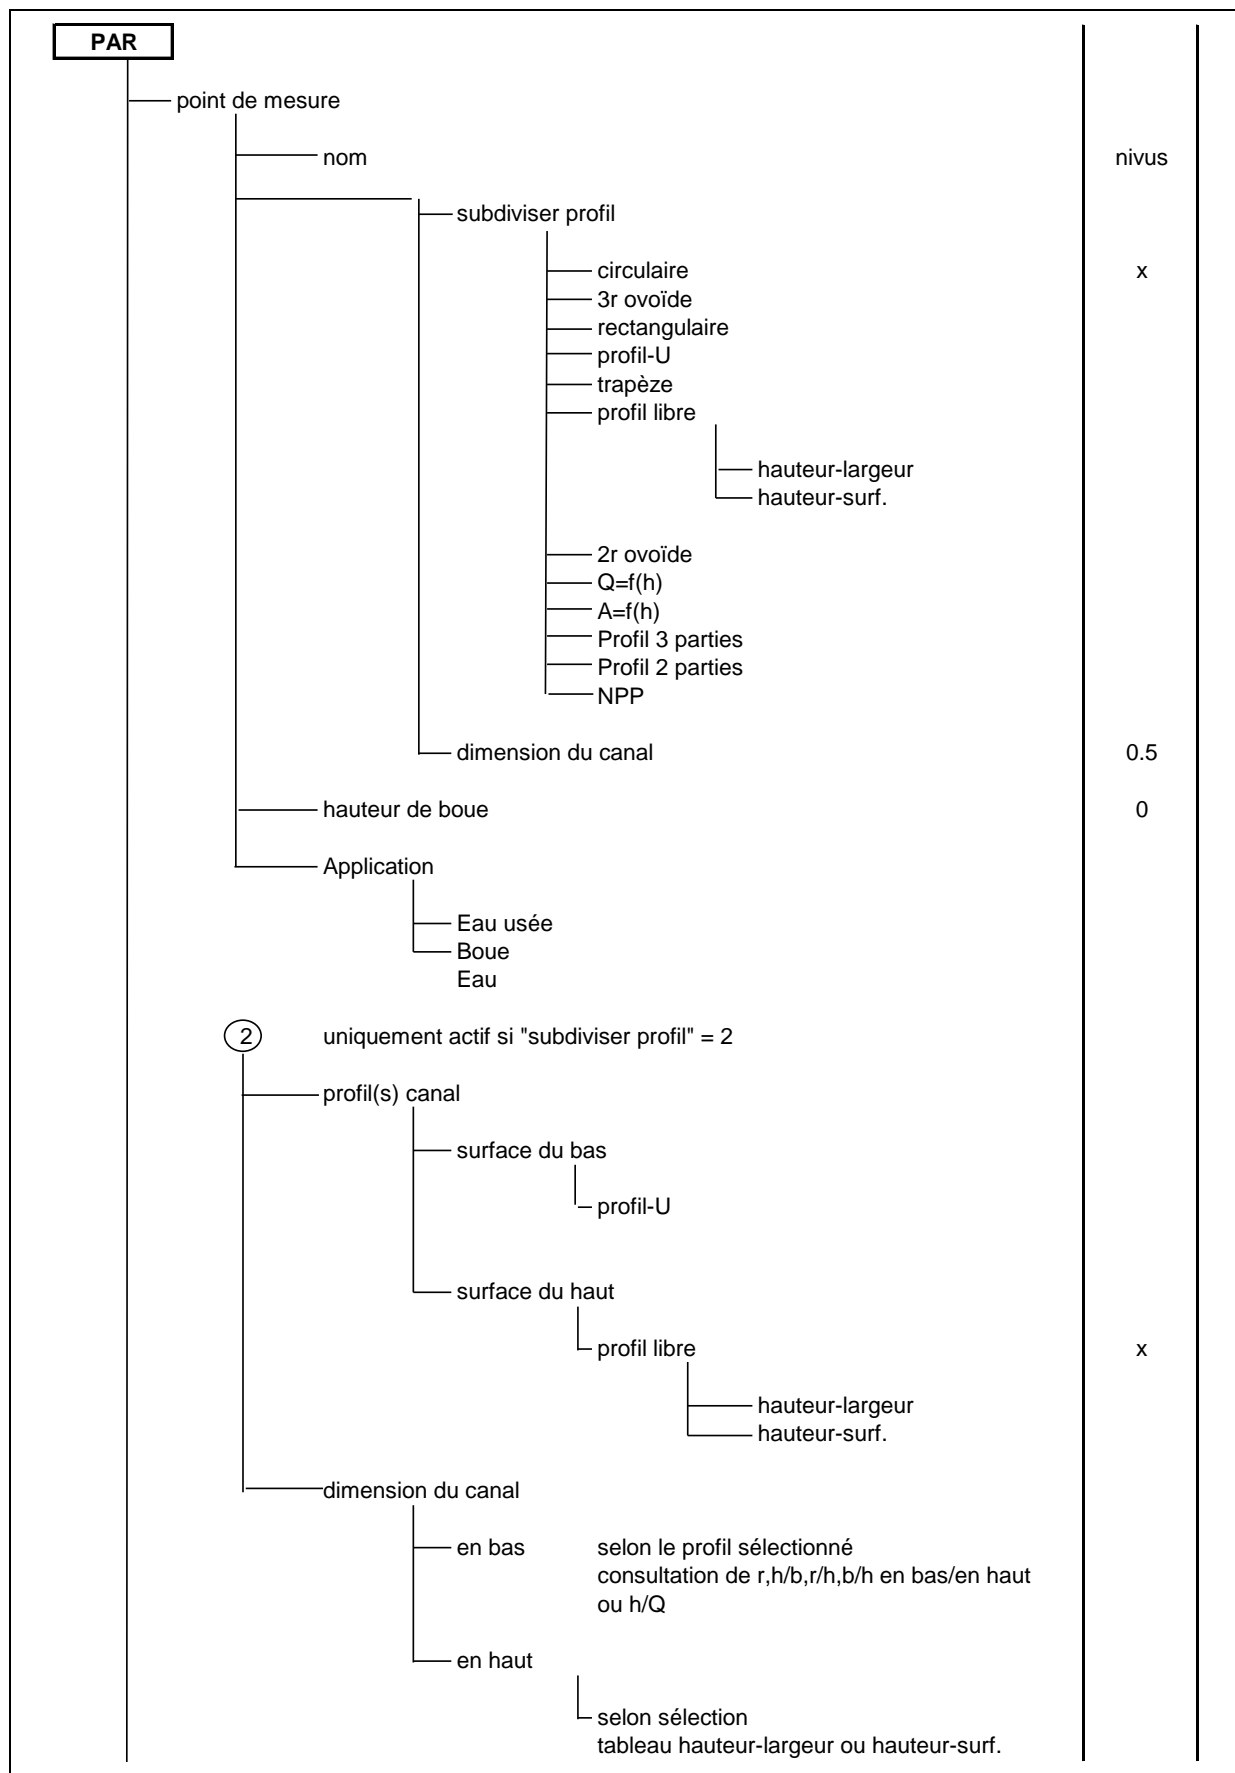 PAR
point de mesure
nom nivus
subdiviser profil
circulaire x
3r ovoïde
rectangulaire
profil-U
trapèze
profil libre
hauteur-largeur
hauteur-surf.
2r ovoïde
Q=f(h)
A=f(h)
Profil 3 parties
Profil 2 parties
NPP
dimension du canal 0.5
hauteur de boue 0
Application
Eau usée
Boue
Eau
2 uniquement actif si "subdiviser profil" = 2
profil(s) canal
surface du bas
profil-U
surface du haut
profil libre x
hauteur-largeur
hauteur-surf.
dimension du canal
en bas selon le profil sélectionné
consultation de r,h/b,r/h,b/h en bas/en haut
ou h/Q
en haut
selon sélection
tableau hauteur-largeur ou hauteur-surf.